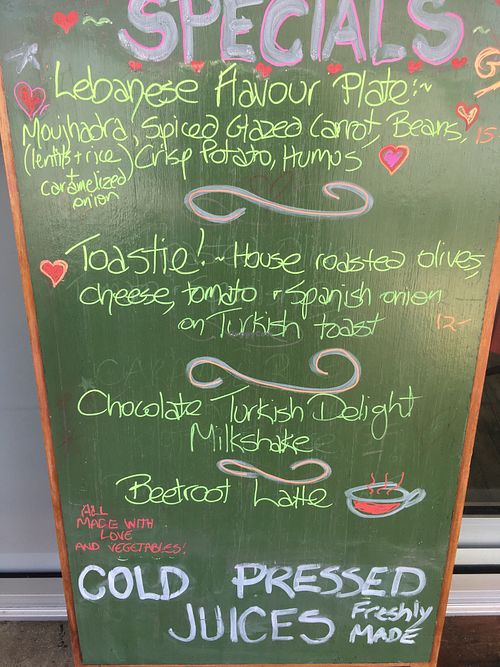 SPECIALS
G
Lebanese Flavour Plate:~
Moujhadra, Spiced Glazed Carrot, Beans, 15
(lentils + rice) Crisp Potato, Humus
+
caramelized
onion
Toastie! ~ House roasted olives,
cheese, tomato + Spanish onion
on Turkish toast 12-
Chocolate Turkish Delight
Milkshake
Beetroot Latte
ALL
MADE WITH
LOVE
AND VEGETABLES!
COLD PRESSED
JUICES Freshly
MADE